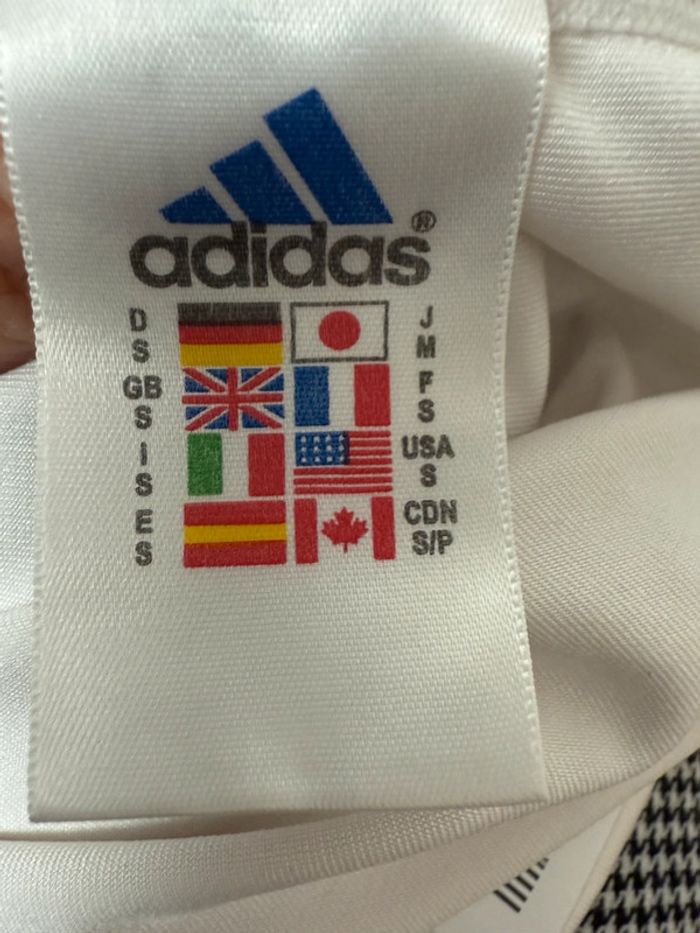 adidas®
D J
S M
GB F
S S
I USA
S S
E CDN
S S/P